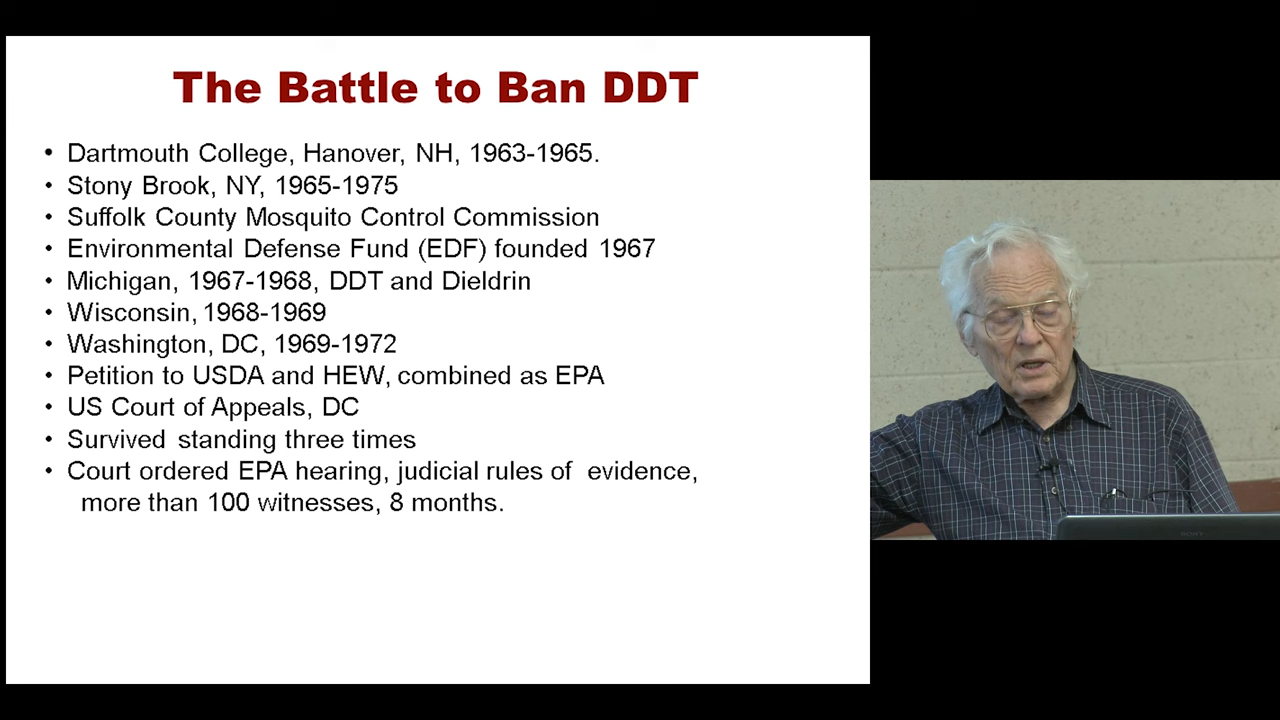 The Battle to Ban DDT
• Dartmouth College, Hanover, NH, 1963-1965.
• Stony Brook, NY, 1965-1975
• Suffolk County Mosquito Control Commission
• Environmental Defense Fund (EDF) founded 1967
• Michigan, 1967-1968, DDT and Dieldrin
• Wisconsin, 1968-1969
• Washington, DC, 1969-1972
• Petition to USDA and HEW, combined as EPA
• US Court of Appeals, DC
• Survived standing three times
• Court ordered EPA hearing, judicial rules of evidence,
more than 100 witnesses, 8 months.
SONY